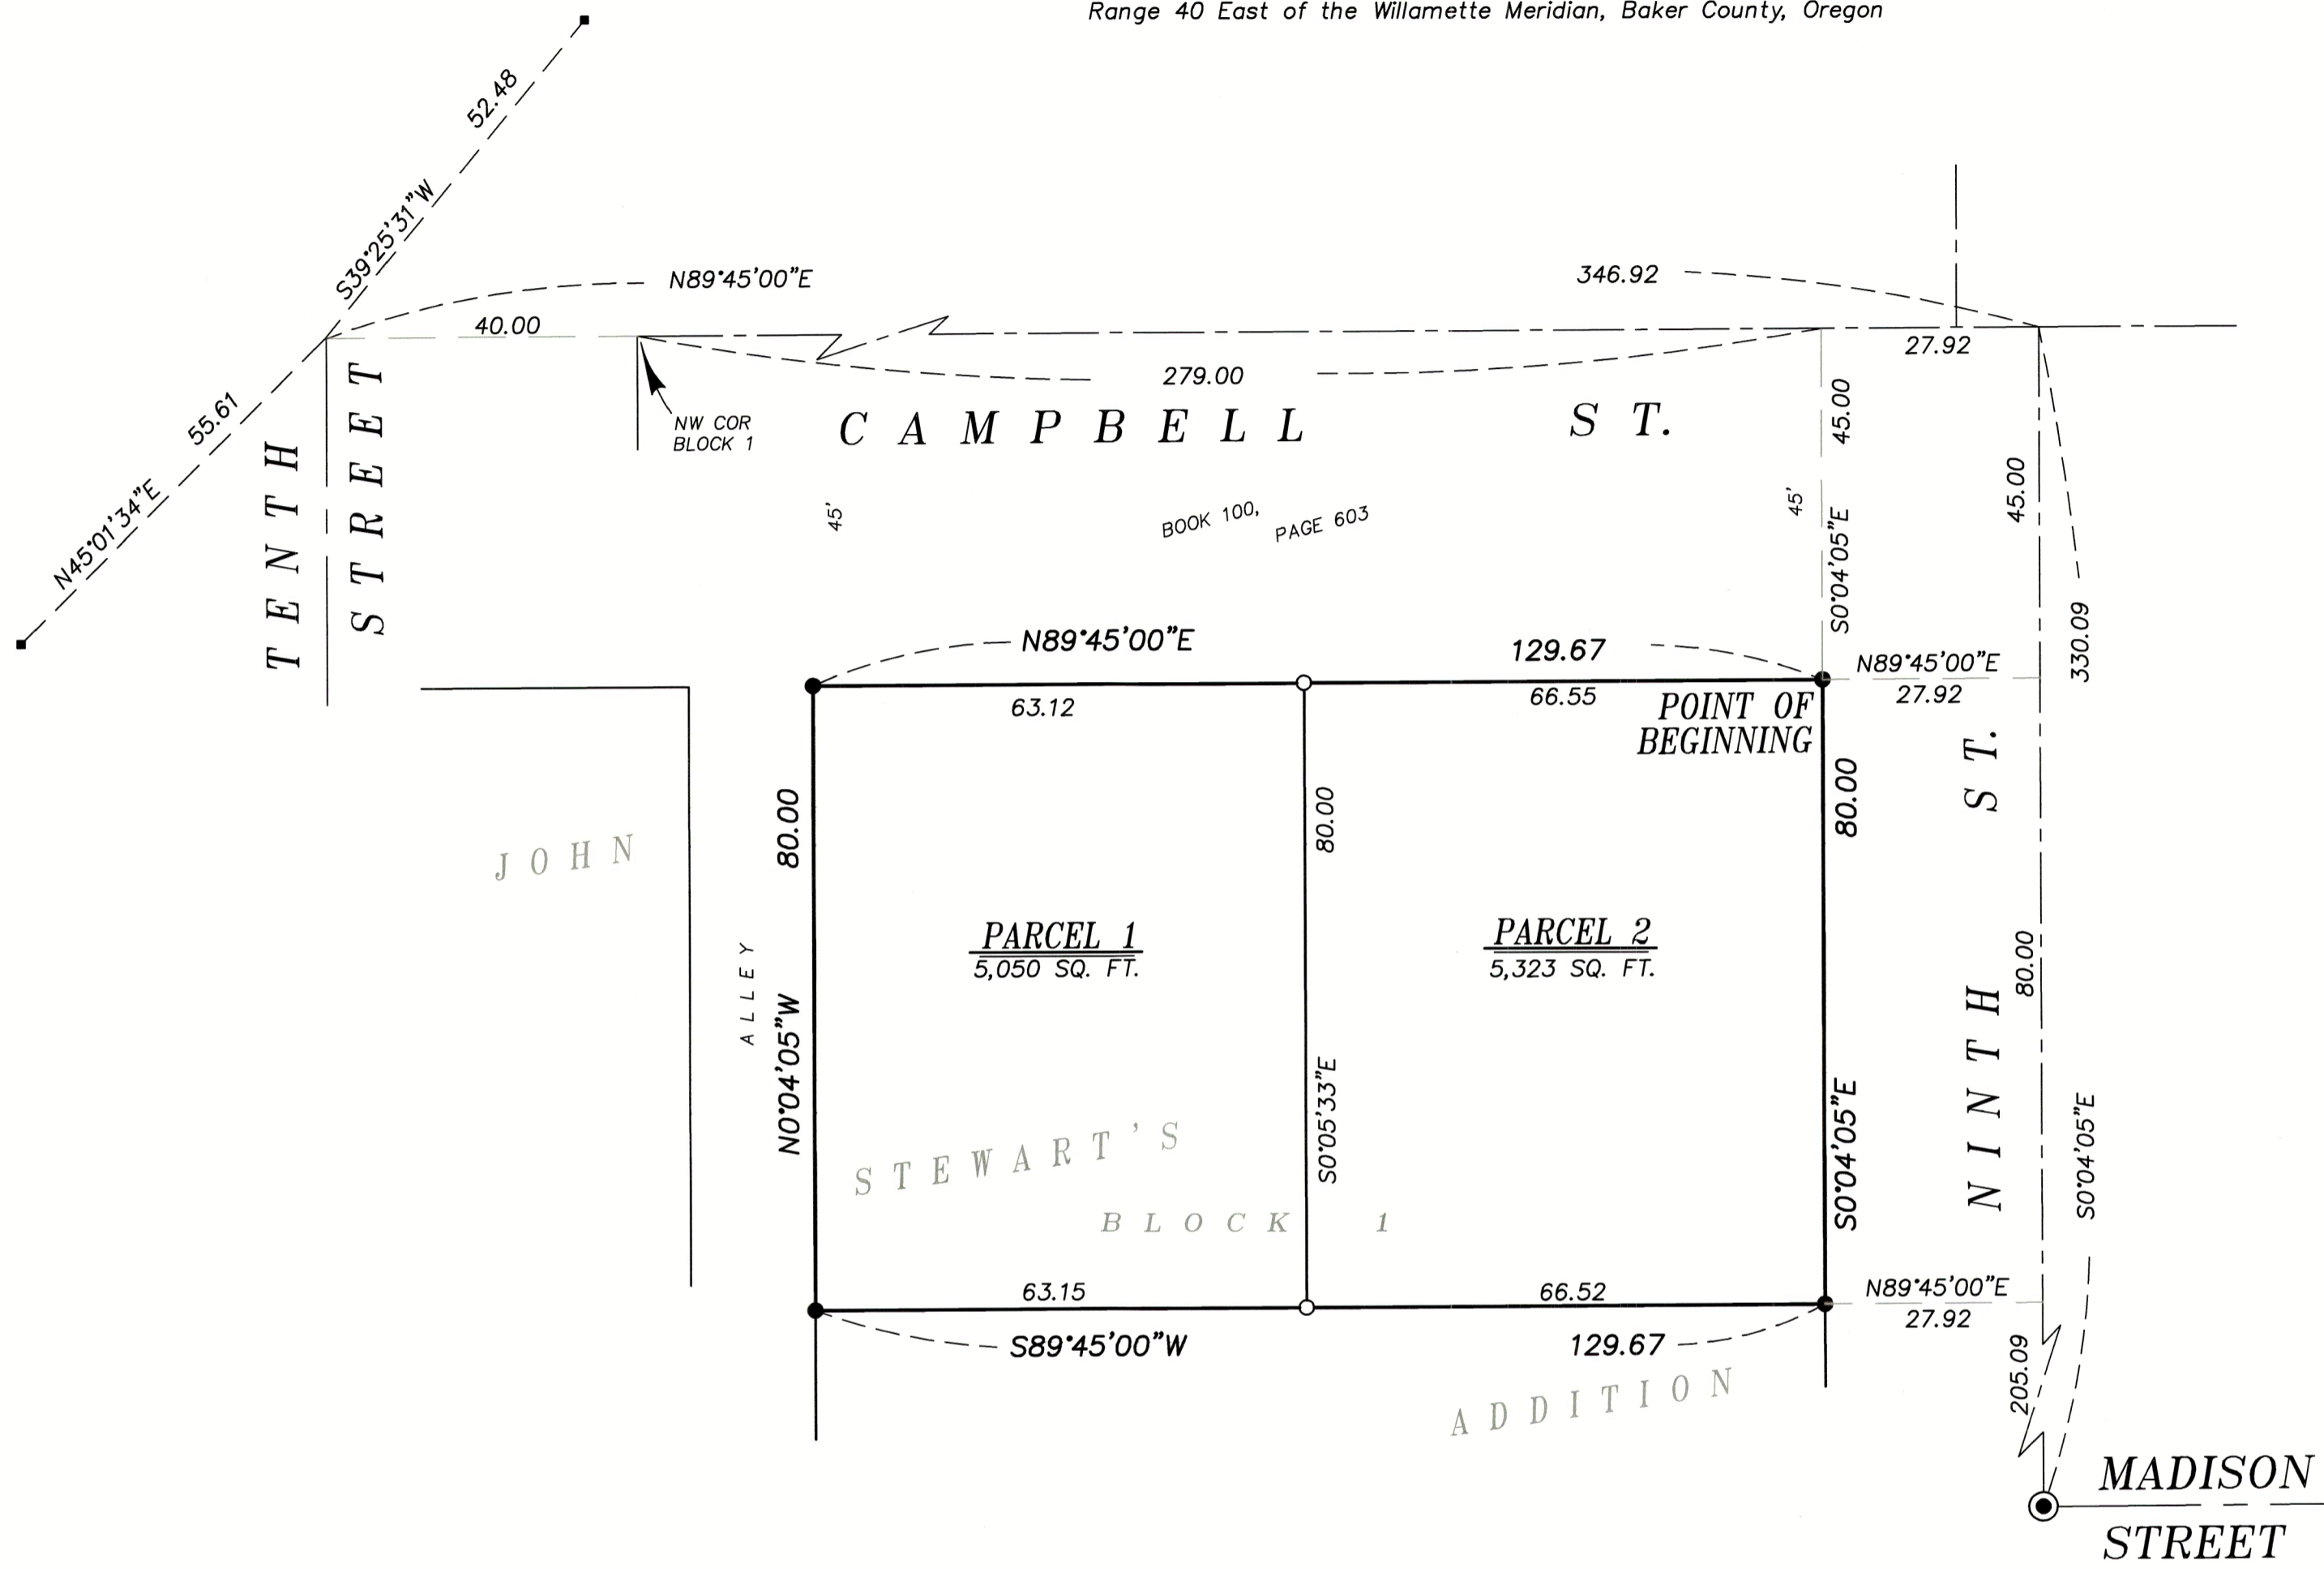 Range 40 East of the Willamette Meridian, Baker County, Oregon
52.48
S39°25'31"W
N89°45'00"E
346.92
40.00
27.92
279.00
55.61
N45°01'34"E
TENTH
STREET
NW COR
BLOCK 1
CAMPBELL ST.
45.00
45.00
45'
45'
BOOK 100,
PAGE 603
S0°04'05"E
330.09
N89°45'00"E
129.67
N89°45'00"E
27.92
63.12
66.55
POINT OF
BEGINNING
80.00
80.00
80.00
JOHN
ALLEY
PARCEL 1
5,050 SQ. FT.
PARCEL 2
5,323 SQ. FT.
NINTH ST.
80.00
N0°04'05"W
S0°05'33"E
S0°04'05"E
S0°04'05"E
STEWART'S
BLOCK 1
63.15
66.52
N89°45'00"E
27.92
S89°45'00"W
129.67
205.09
ADDITION
MADISON
STREET